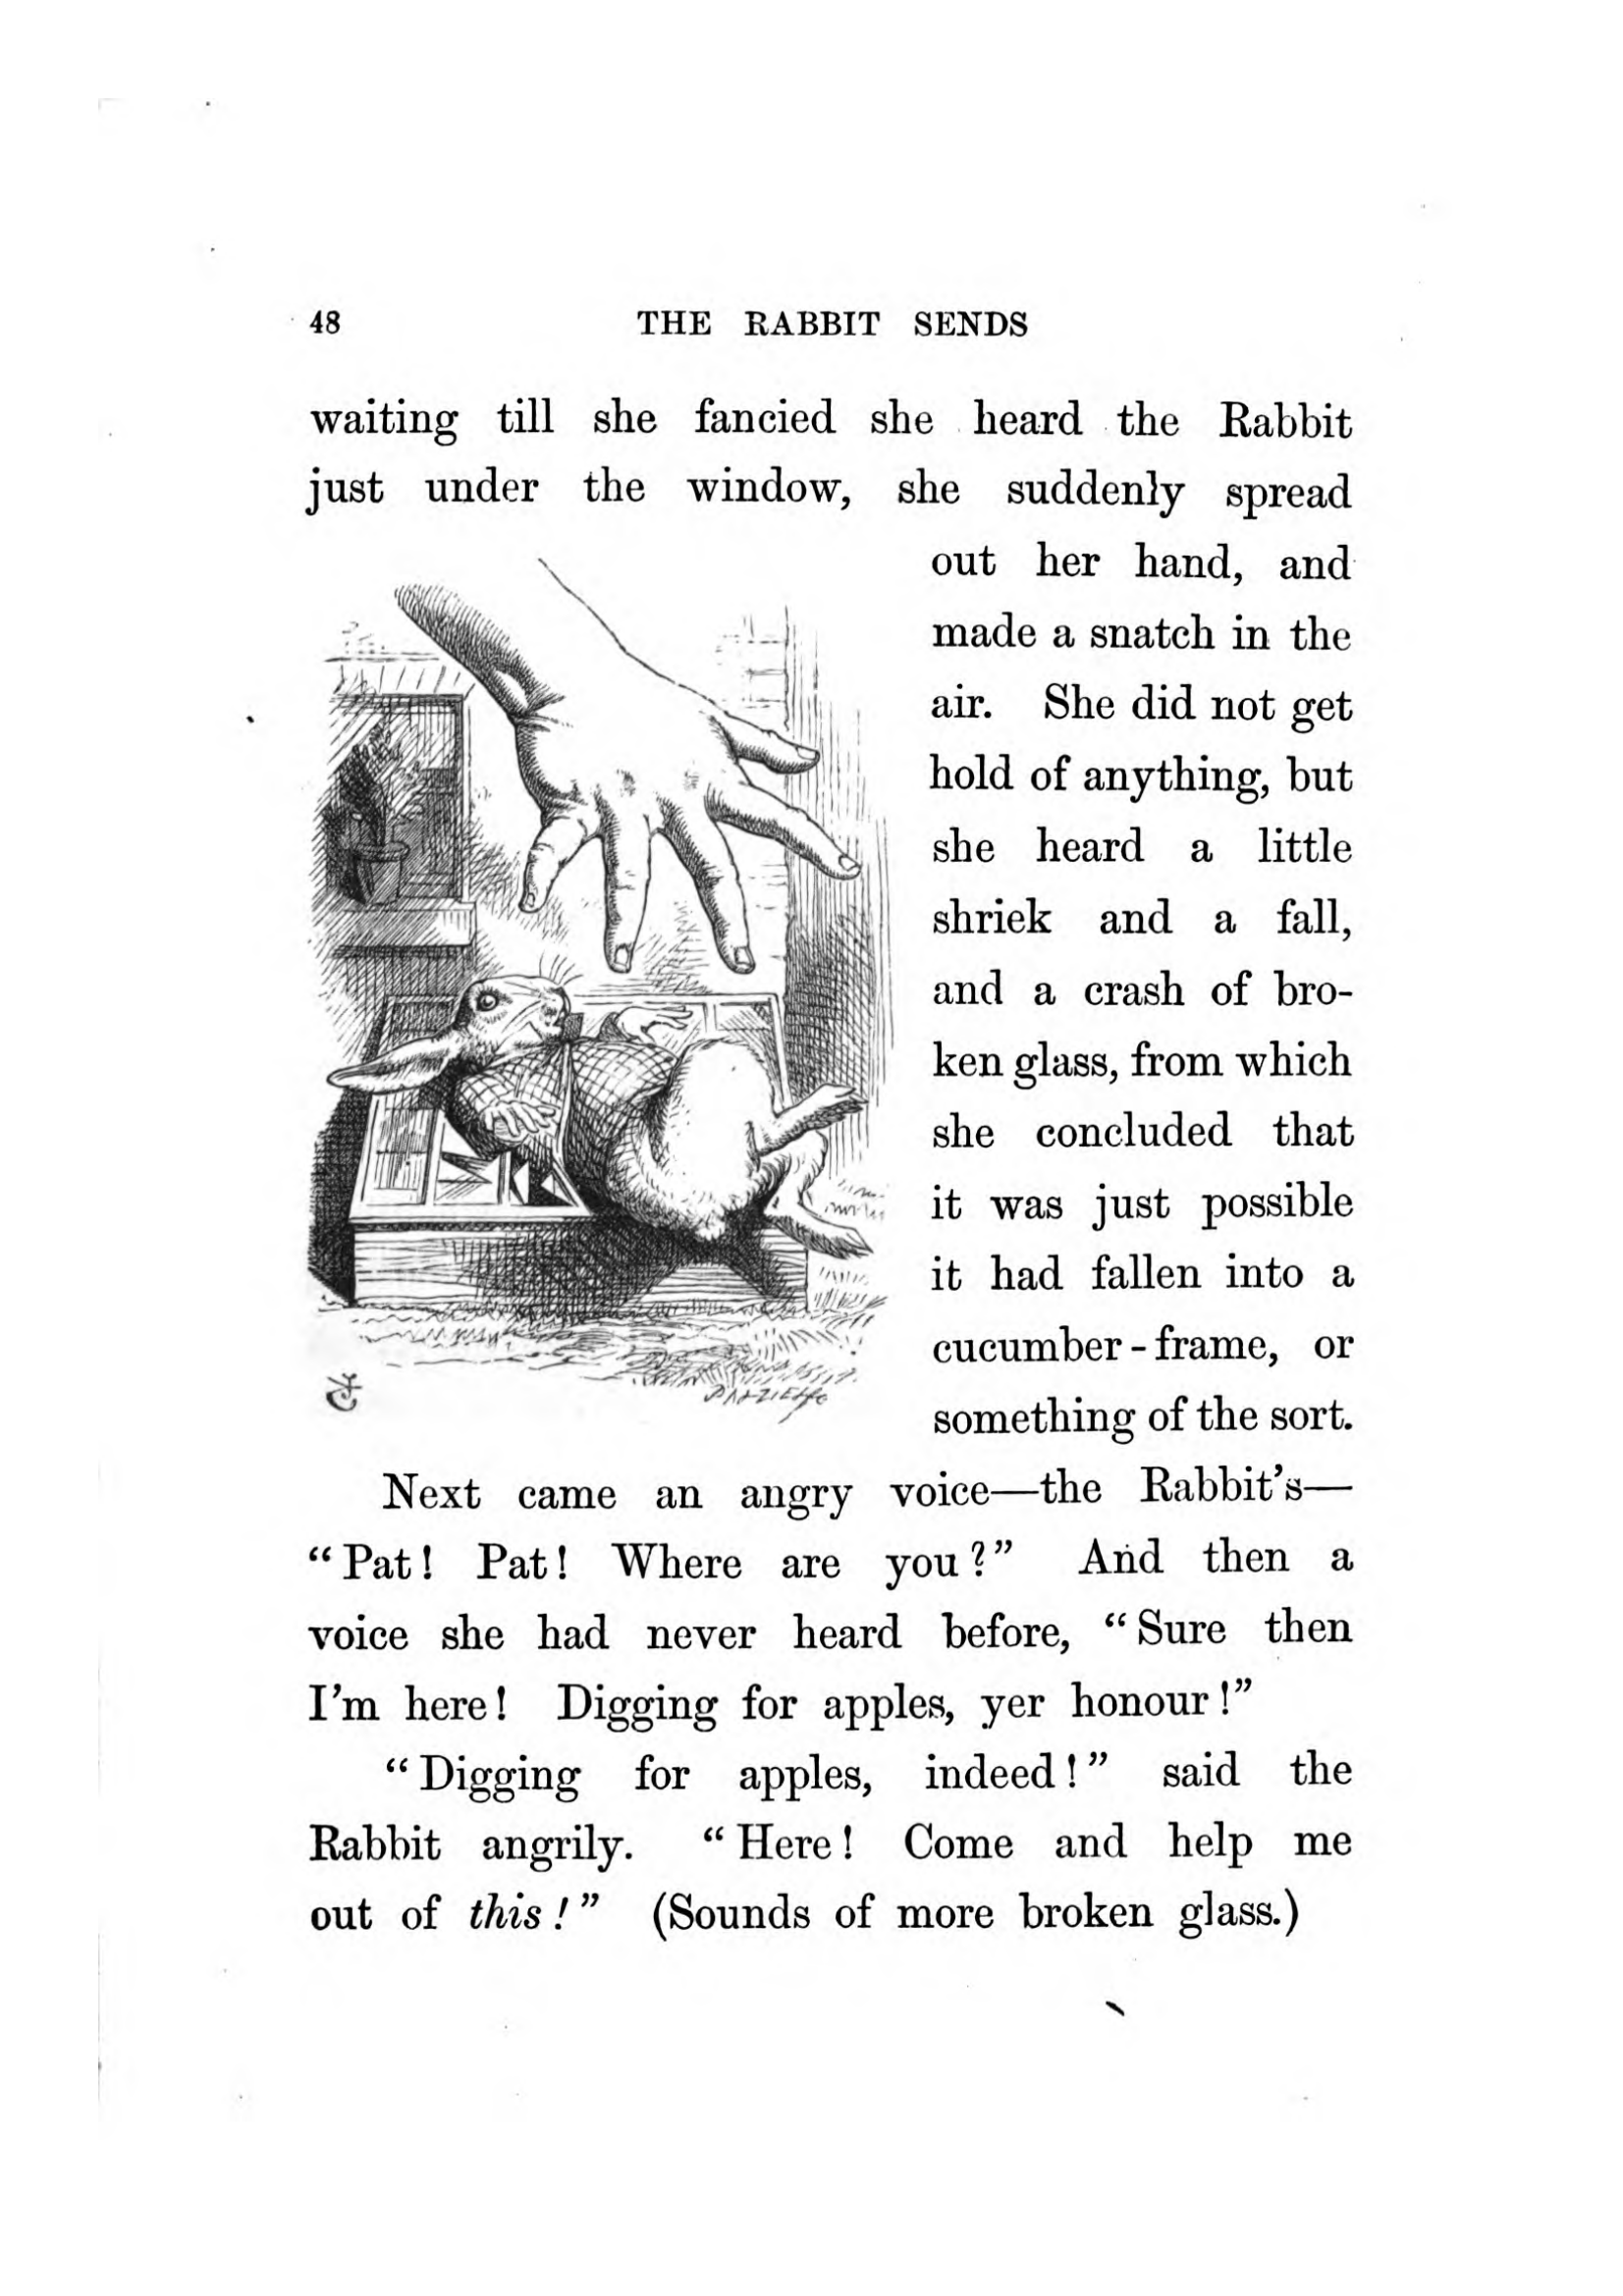 48 THE RABBIT SENDS
waiting till she fancied she heard the Rabbit
just under the window, she suddenly spread
out her hand, and
made a snatch in the
air. She did not get
hold of anything, but
she heard a little
shriek and a fall,
and a crash of bro-
ken glass, from which
she concluded that
it was just possible
it had fallen into a
cucumber-frame, or
something of the sort.
Next came an angry voice—the Rabbit's—
“Pat! Pat! Where are you?” And then a
voice she had never heard before, “Sure then
I'm here! Digging for apples, yer honour!”
“Digging for apples, indeed!” said the
Rabbit angrily. “Here! Come and help me
out of this!” (Sounds of more broken glass.)